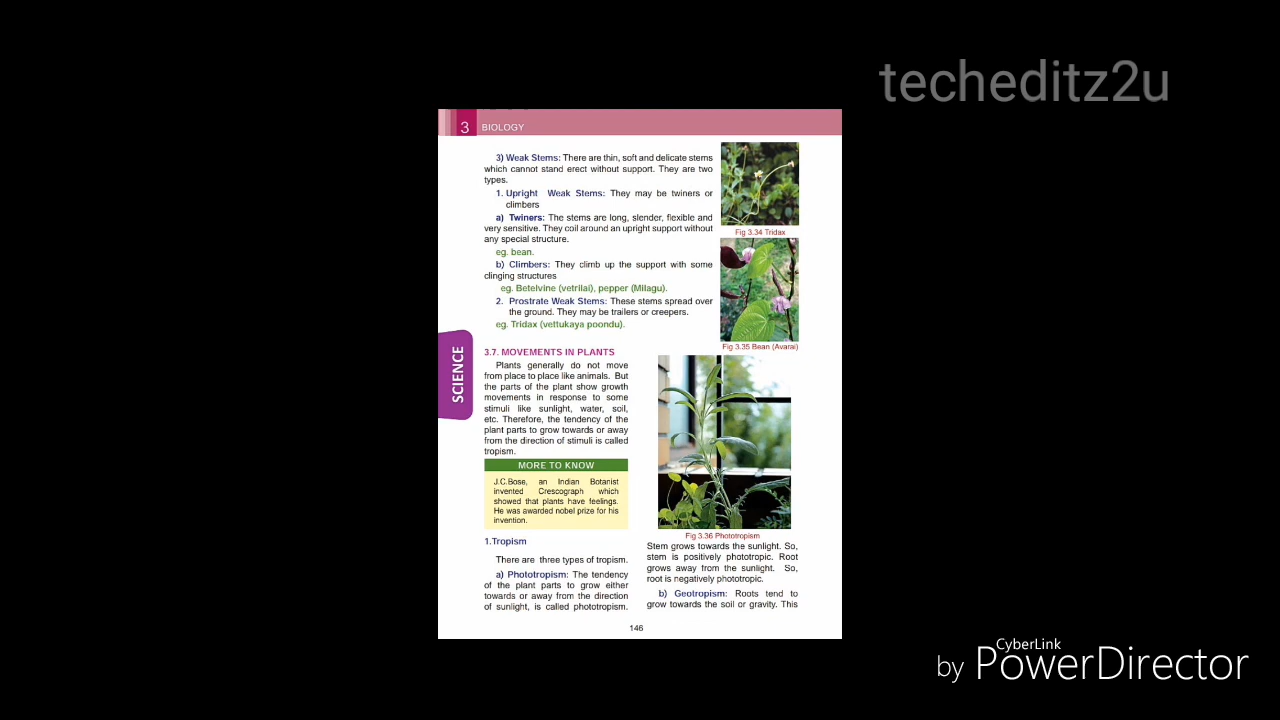 techeditz2u
3 BIOLOGY
3) Weak Stems: There are thin, soft and delicate stems
which cannot stand erect without support. They are two
types.
1. Upright Weak Stems: They may be twiners or
climbers
a) Twiners: The stems are long, slender, flexible and
very sensitive. They coil around an upright support without
any special structure.
eg. bean.
b) Climbers: They climb up the support with some
clinging structures
eg. Betelvine (vetrilai), pepper (Milagu).
2. Prostrate Weak Stems: These stems spread over
the ground. They may be trailers or creepers.
eg. Tridax (vettukaya poondu).
Fig 3.34 Tridax
Fig 3.35 Bean (Avarai)
SCIENCE
3.7. MOVEMENTS IN PLANTS
Plants generally do not move
from place to place like animals. But
the parts of the plant show growth
movements in response to some
stimuli like sunlight, water, soil,
etc. Therefore, the tendency of the
plant parts to grow towards or away
from the direction of stimuli is called
tropism.
MORE TO KNOW
J.C.Bose, an Indian Botanist
invented Crescograph which
showed that plants have feelings.
He was awarded nobel prize for his
invention.
1.Tropism
There are three types of tropism.
a) Phototropism: The tendency
of the plant parts to grow either
towards or away from the direction
of sunlight, is called phototropism.
Fig 3.36 Phototropism
Stem grows towards the sunlight. So,
stem is positively phototropic. Root
grows away from the sunlight. So,
root is negatively phototropic.
b) Geotropism: Roots tend to
grow towards the soil or gravity. This
146
CyberLink
by PowerDirector